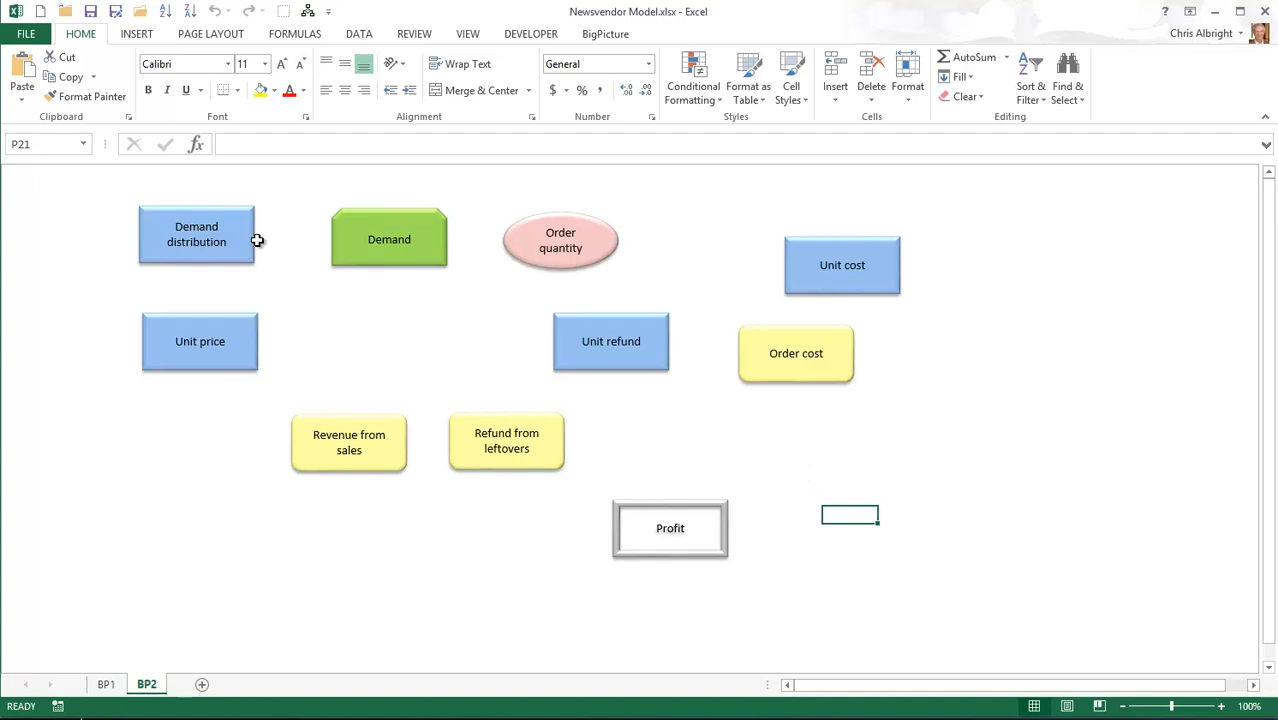 Newsvendor Model.xlsx - Excel
FILE HOME INSERT PAGE LAYOUT FORMULAS DATA REVIEW VIEW DEVELOPER BigPicture
Chris Albright
Paste
Cut
Copy
Format Painter
Clipboard
Calibri 11
B I U
Font
Wrap Text
Merge & Center
Alignment
General
$ %
Number
Conditional
Formatting
Format as
Table
Cell
Styles
Styles
Insert Delete Format
Cells
AutoSum
Fill
Clear
Sort &
Filter
Find &
Select
Editing
P21
fx
Demand
distribution
Demand
Order
quantity
Unit cost
Unit price
Unit refund
Order cost
Revenue from
sales
Refund from
leftovers
Profit
BP1 BP2
READY
100%